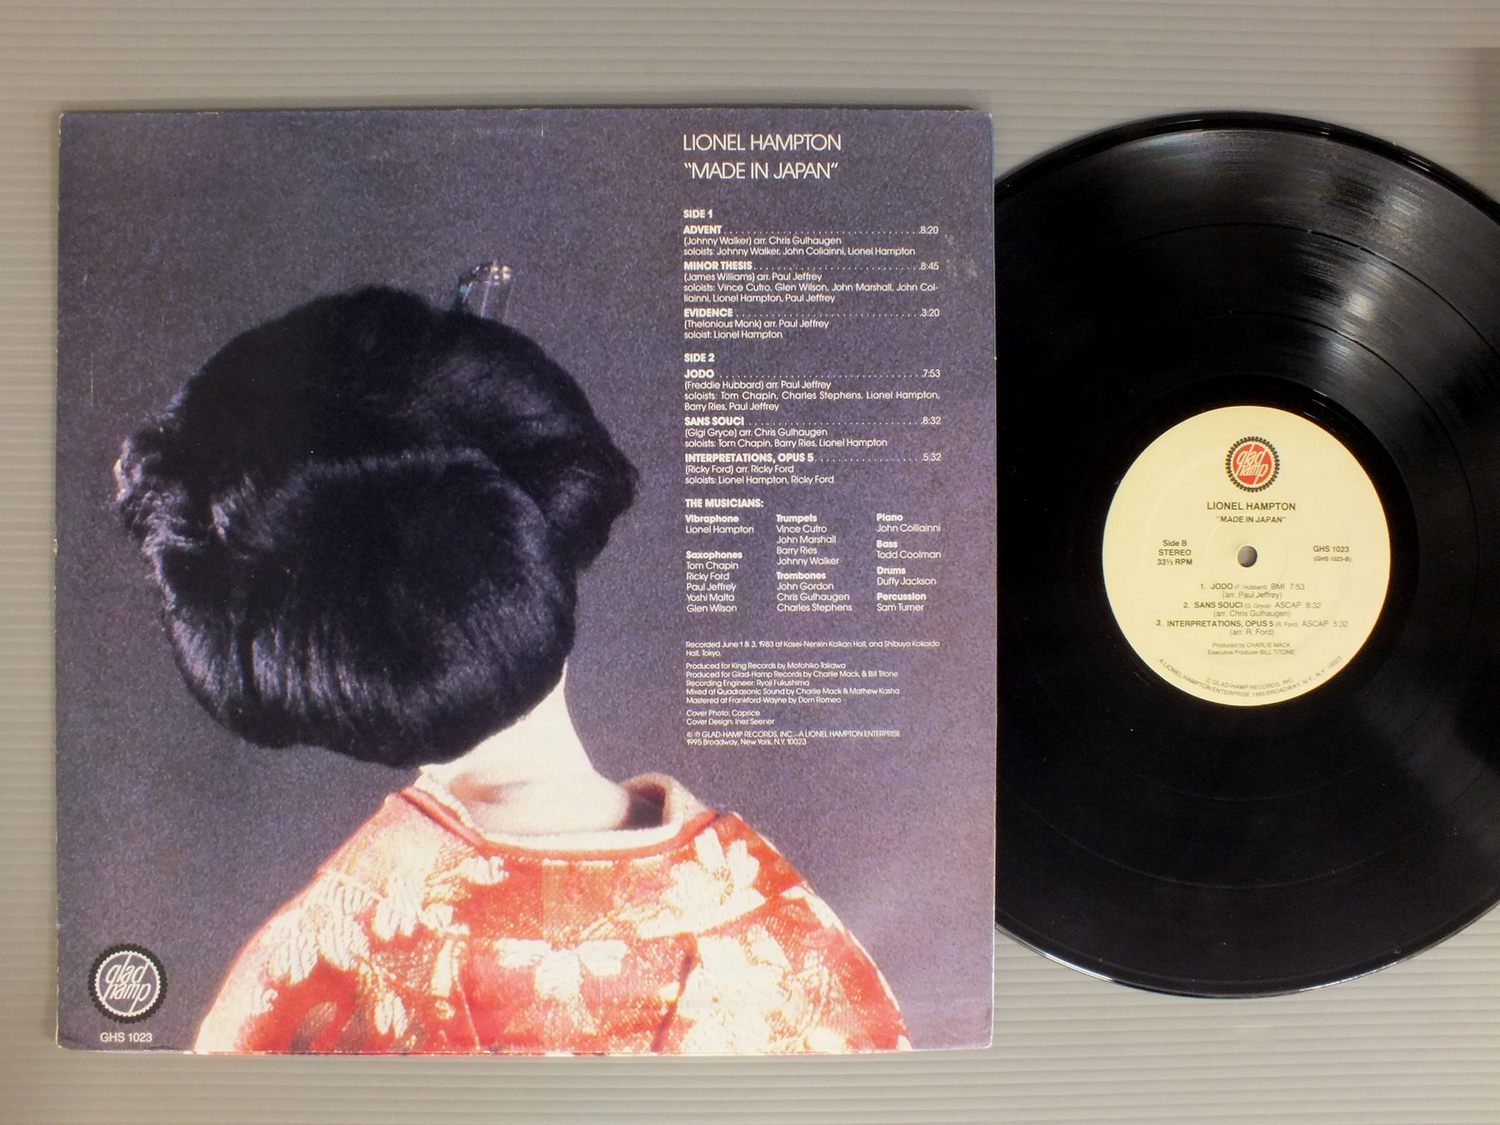 LIONEL HAMPTON
"MADE IN JAPAN"
SIDE 1
ADVENT . . . . . . . . . . . . . . . . . . . . . . . . . . . . . . 8:20
(Johnny Walker) arr. Chris Gulhaugen
soloists: Johnny Walker, John Coliainni, Lionel Hampton
MINOR THESIS . . . . . . . . . . . . . . . . . . . . . . . . . 8:45
(James Williams) arr. Paul Jeffrey
soloists: Vince Cutro, Glen Wilson, John Marshall, John Col-
liainni, Lionel Hampton, Paul Jeffrey
EVIDENCE . . . . . . . . . . . . . . . . . . . . . . . . . . . . 3:20
(Thelonious Monk) arr. Paul Jeffrey
soloist: Lionel Hampton
SIDE 2
JODO . . . . . . . . . . . . . . . . . . . . . . . . . . . . . . 7:53
(Freddie Hubbard) arr. Paul Jeffrey
soloists: Tom Chapin, Charles Stephens, Lionel Hampton,
Barry Ries, Paul Jeffrey
SANS SOUCI . . . . . . . . . . . . . . . . . . . . . . . . . . 8:32
(Gigi Gryce) arr. Chris Gulhaugen
soloists: Tom Chapin, Barry Ries, Lionel Hampton
INTERPRETATIONS, OPUS 5 . . . . . . . . . . . . . . . . 5:32
(Ricky Ford) arr. Ricky Ford
soloists: Lionel Hampton, Ricky Ford
THE MUSICIANS:
Vibraphone
Lionel Hampton
Saxophones
Tom Chapin
Ricky Ford
Paul Jeffrey
Yoshi Malta
Glen Wilson
Trumpets
Vince Cutro
John Marshall
Barry Ries
Johnny Walker
Trombones
John Gordon
Chris Gulhaugen
Charles Stephens
Piano
John Colliainni
Bass
Todd Coolman
Drums
Duffy Jackson
Percussion
Sam Turner
Recorded June 1 & 3, 1983 at Kosei-Nenkin Kaikan Hall, and Shibuya Kokaido
Hall, Tokyo.
Produced for King Records by Motohiko Takawa
Produced for Glad-Hamp Records by Charlie Mack, & Bill Titone
Recording Engineer: Ryoji Fukushima
Mixed at Quadrasonic Sound by Charlie Mack & Mathew Kasha
Mastered at Frankford-Wayne by Dom Romeo
Cover Photo: Caprice
Cover Design: Inez Seener
© ℗ GLAD-HAMP RECORDS, INC.—A LIONEL HAMPTON ENTERPRISE
1995 Broadway, New York, N.Y. 10023
glad
hamp
GHS 1023
glad
hamp
LIONEL HAMPTON
"MADE IN JAPAN"
Side B
STEREO
33⅓ RPM
GHS 1023
(GHS 1023-B)
1. JODO (F. Hubbard) BMI 7:53
(arr. Paul Jeffrey)
2. SANS SOUCI (G. Gryce) ASCAP 8:32
(arr. Chris Gulhaugen)
3. INTERPRETATIONS, OPUS 5 (R. Ford) ASCAP 5:32
(arr. R. Ford)
Produced by CHARLIE MACK
Executive Producer BILL TITONE
© GLAD-HAMP RECORDS, INC.
A LIONEL HAMPTON ENTERPRISE 1995 BROADWAY, N.Y., N.Y. 10023